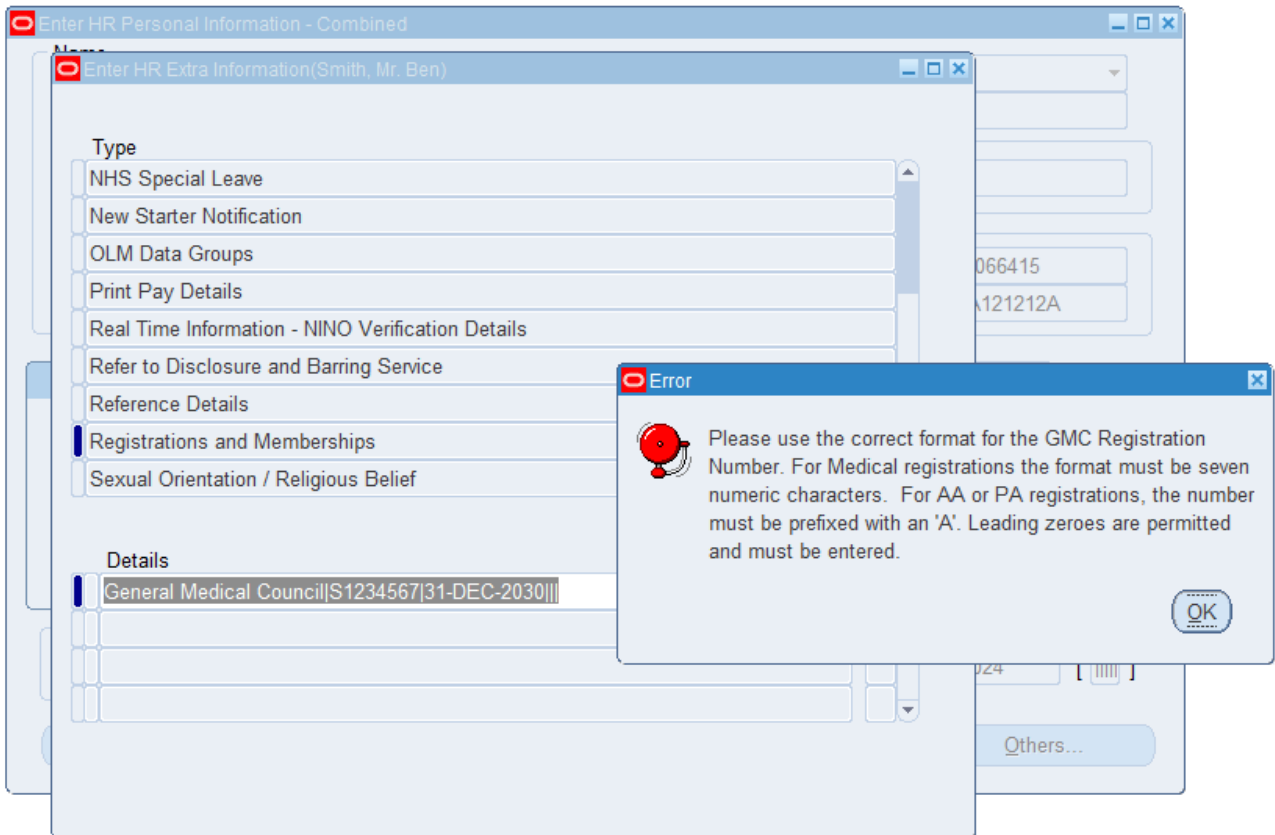 Enter HR Personal Information - Combined
Name
Enter HR Extra Information(Smith, Mr. Ben)
Type
NHS Special Leave
New Starter Notification
OLM Data Groups
Print Pay Details
066415
Real Time Information - NINO Verification Details
121212A
Refer to Disclosure and Barring Service
Reference Details
Registrations and Memberships
Sexual Orientation / Religious Belief
Error
Please use the correct format for the GMC Registration
Number. For Medical registrations the format must be seven
numeric characters. For AA or PA registrations, the number
must be prefixed with an 'A'. Leading zeroes are permitted
and must be entered.
OK
Details
General Medical Council|S1234567|31-DEC-2030|||
[ ]
Others...